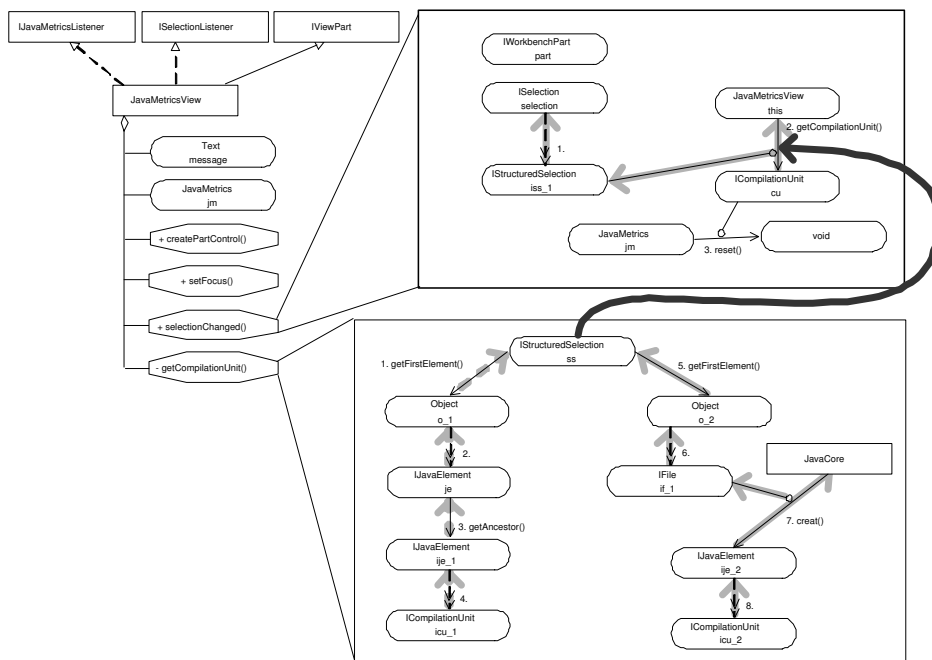 IJavaMetricsListener
ISelectionListener
IViewPart
JavaMetricsView
Text
message
JavaMetrics
jm
+ createPartControl()
+ setFocus()
+ selectionChanged()
- getCompilationUnit()
IWorkbenchPart
part
ISelection
selection
1.
IStructuredSelection
iss_1
JavaMetricsView
this
2. getCompilationUnit()
ICompilationUnit
cu
JavaMetrics
jm
3. reset()
void
IStructuredSelection
ss
1. getFirstElement()
5. getFirstElement()
Object
o_1
Object
o_2
2.
6.
IJavaElement
je
IFile
if_1
JavaCore
3. getAncestor()
7. creat()
IJavaElement
ije_1
IJavaElement
ije_2
4.
8.
ICompilationUnit
icu_1
ICompilationUnit
icu_2